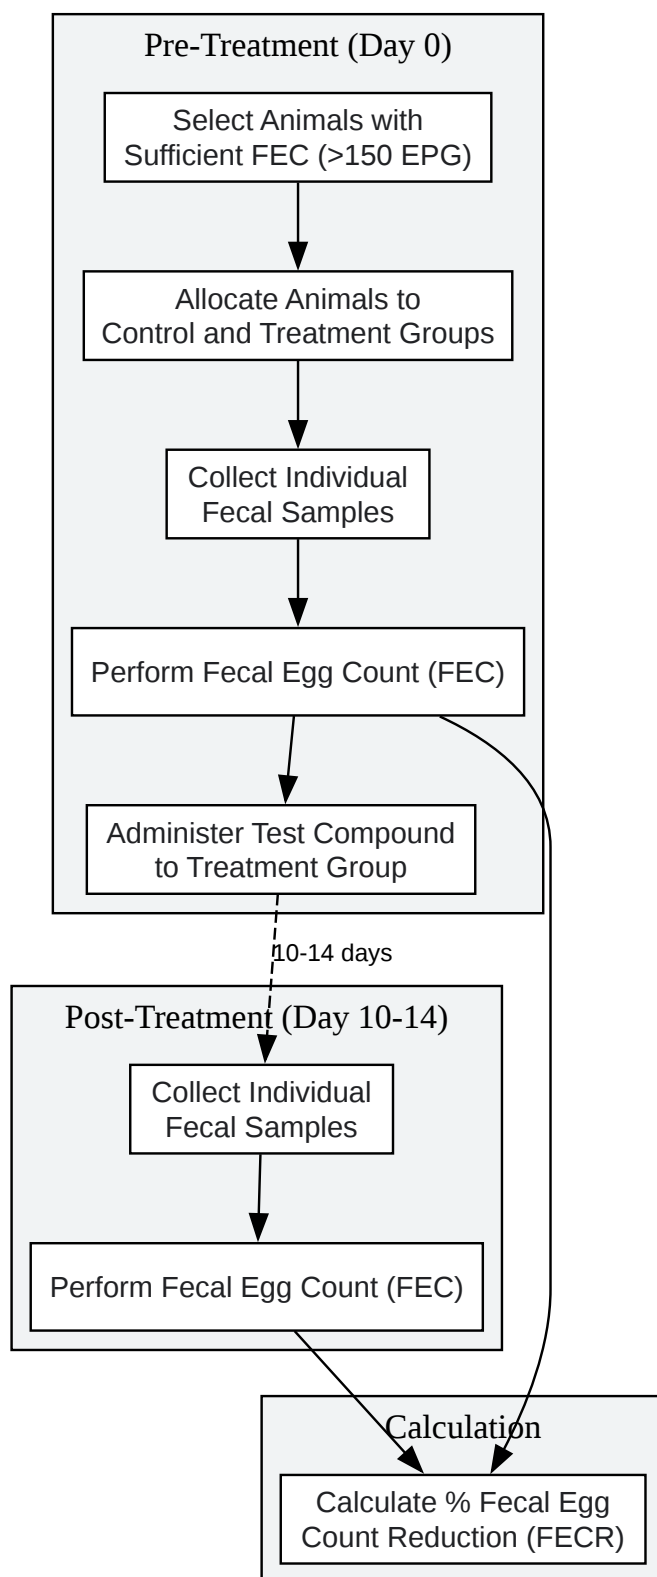 Pre-Treatment (Day 0)
Select Animals with
Sufficient FEC (>150 EPG)
Allocate Animals to
Control and Treatment Groups
Collect Individual
Fecal Samples
Perform Fecal Egg Count (FEC)
Administer Test Compound
to Treatment Group
10-14 days
Post-Treatment (Day 10-14)
Collect Individual
Fecal Samples
Perform Fecal Egg Count (FEC)
Calculation
Calculate % Fecal Egg
Count Reduction (FECR)